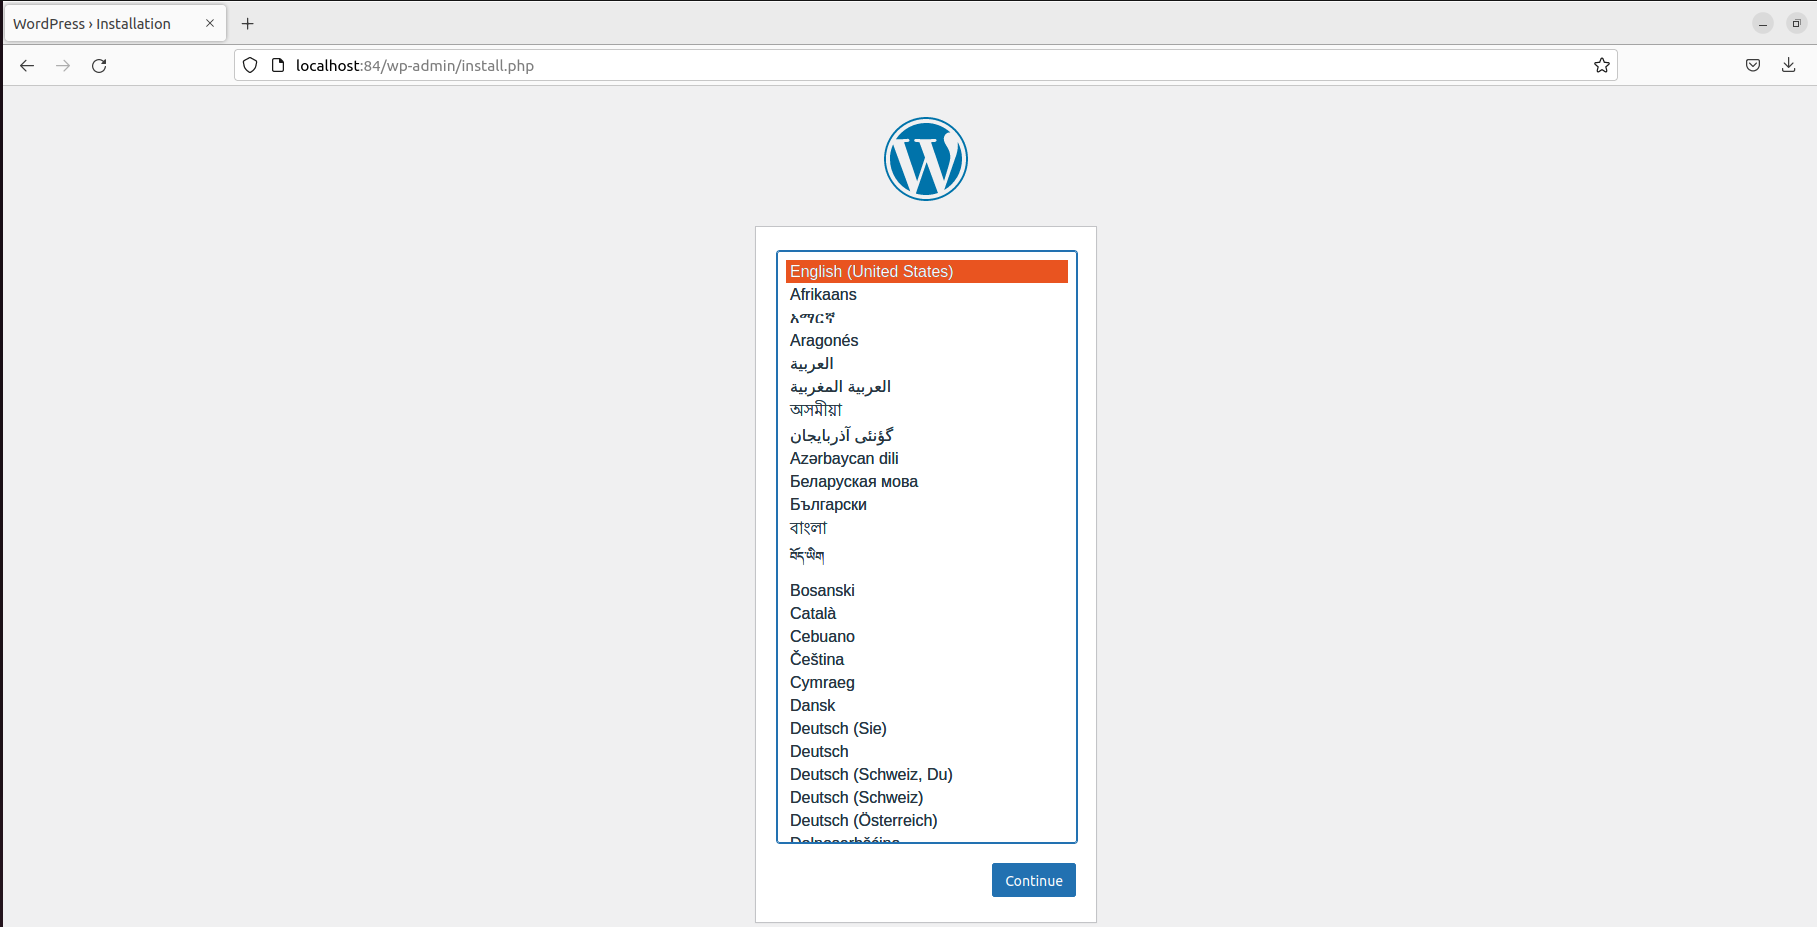 WordPress › Installation
localhost:84/wp-admin/install.php
English (United States)
Afrikaans
አማርኛ
Aragonés
العربية
العربية المغربية
অসমীয়া
گؤنئی آذربایجان
Azərbaycan dili
Беларуская мова
Български
বাংলা
བོད་ཡིག
Bosanski
Català
Cebuano
Čeština
Cymraeg
Dansk
Deutsch (Sie)
Deutsch
Deutsch (Schweiz, Du)
Deutsch (Schweiz)
Deutsch (Österreich)
Continue